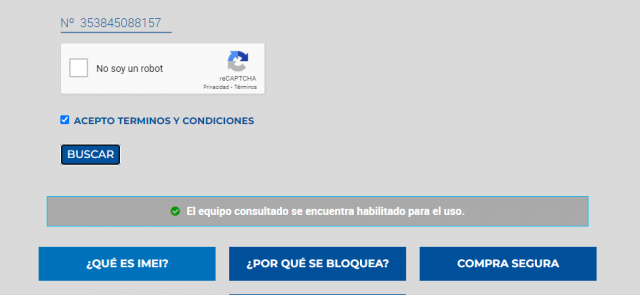 Nº 353845088157
No soy un robot
reCAPTCHA
Privacidad - Términos
ACEPTO TERMINOS Y CONDICIONES
BUSCAR
El equipo consultado se encuentra habilitado para el uso.
¿QUÉ ES IMEI?
¿POR QUÉ SE BLOQUEA?
COMPRA SEGURA